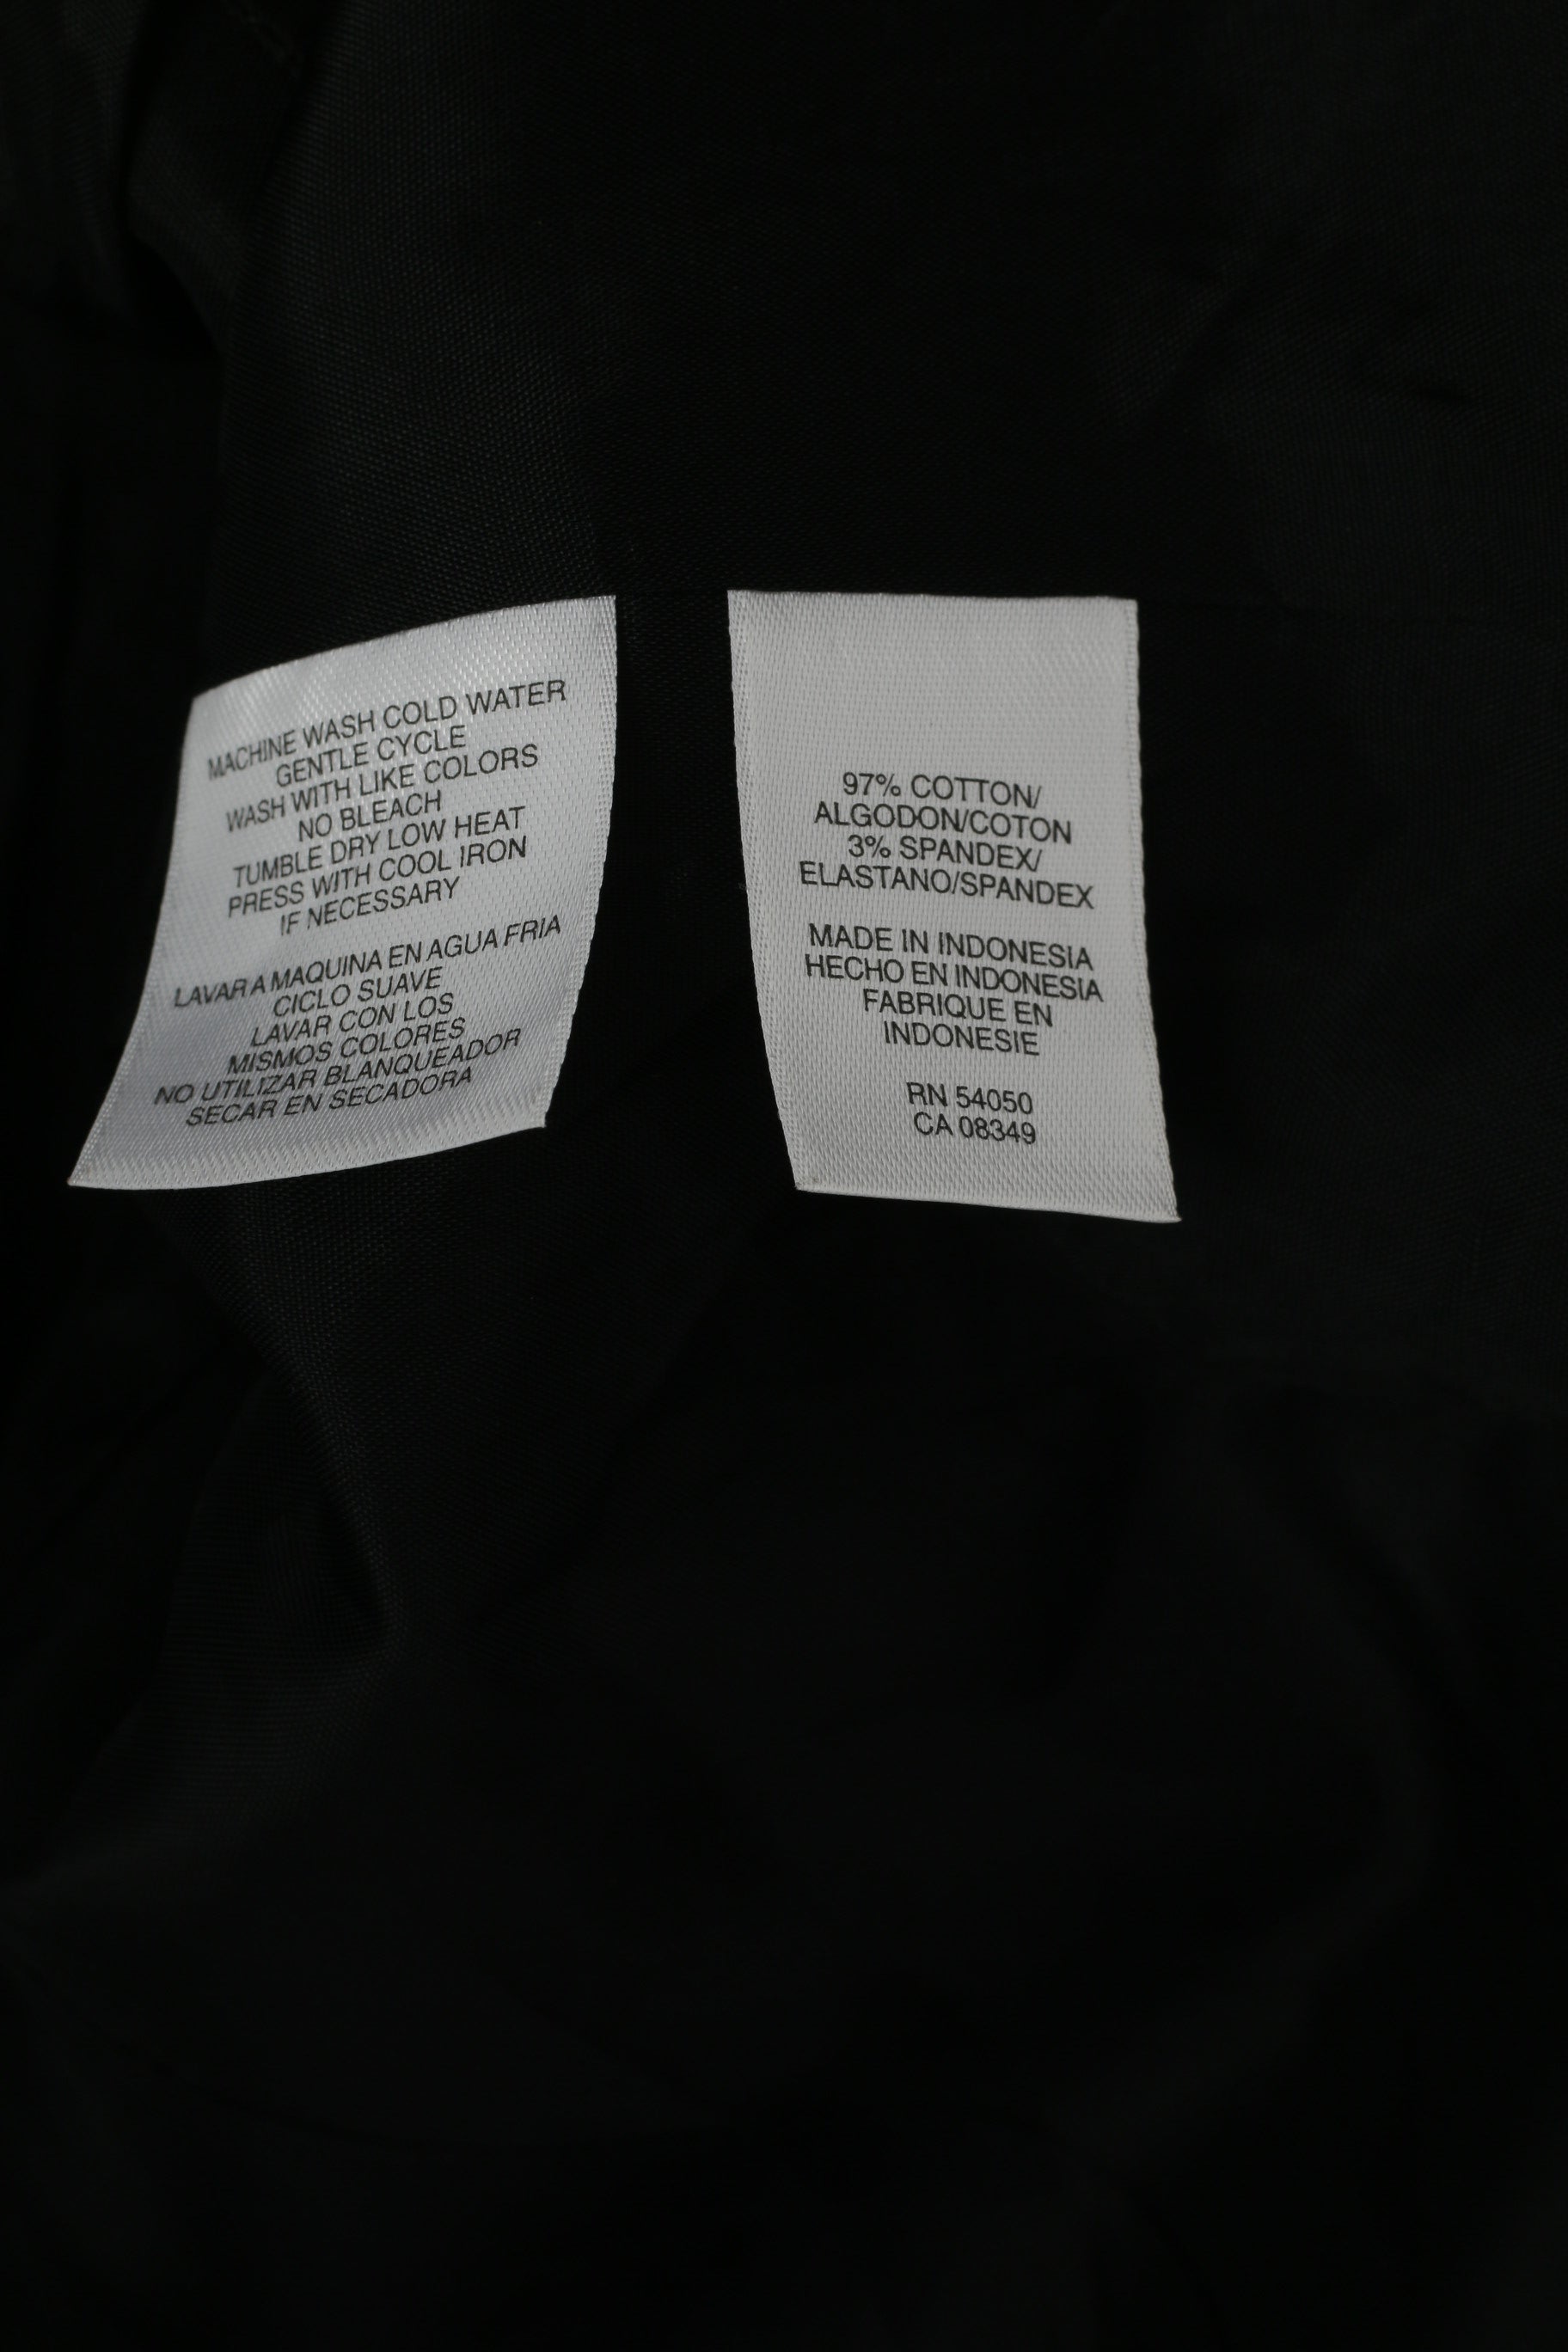 MACHINE WASH COLD WATER
GENTLE CYCLE
WASH WITH LIKE COLORS
NO BLEACH
TUMBLE DRY LOW HEAT
PRESS WITH COOL IRON
IF NECESSARY
LAVAR A MAQUINA EN AGUA FRIA
CICLO SUAVE
LAVAR CON LOS
MISMOS COLORES
NO UTILIZAR BLANQUEADOR
SECAR EN SECADORA
97% COTTON/
ALGODON/COTON
3% SPANDEX/
ELASTANO/SPANDEX
MADE IN INDONESIA
HECHO EN INDONESIA
FABRIQUE EN
INDONESIE
RN 54050
CA 08349